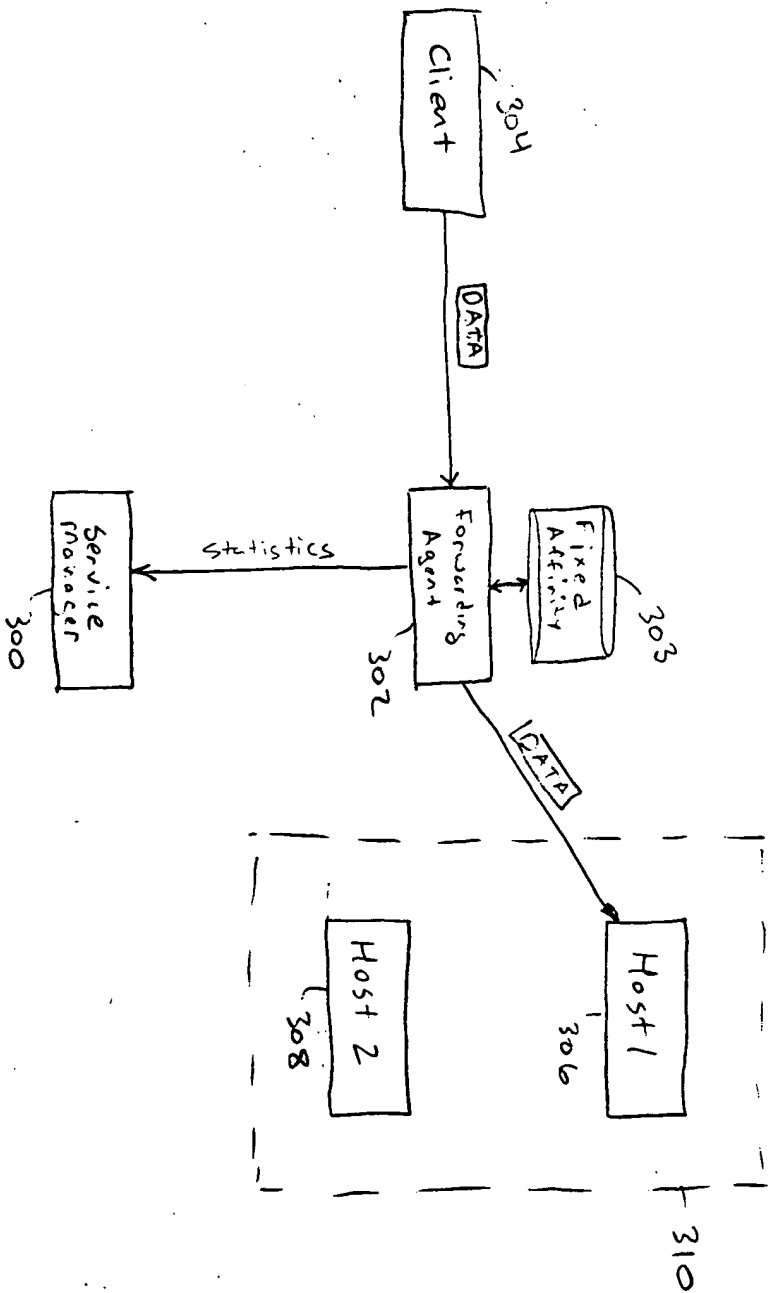 304
Client
DATA
303
Fixed
Affinity
Forwarding
Agent
302
Statistics
Service
Manager
300
DATA
310
Host 1
306
Host 2
308